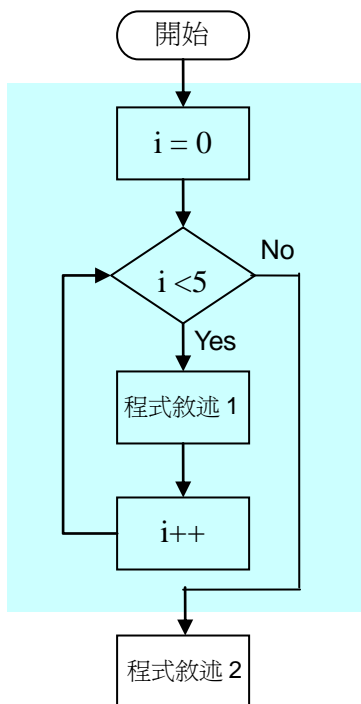 開始
i = 0
i <5
No
Yes
程式敘述 1
i++
程式敘述 2